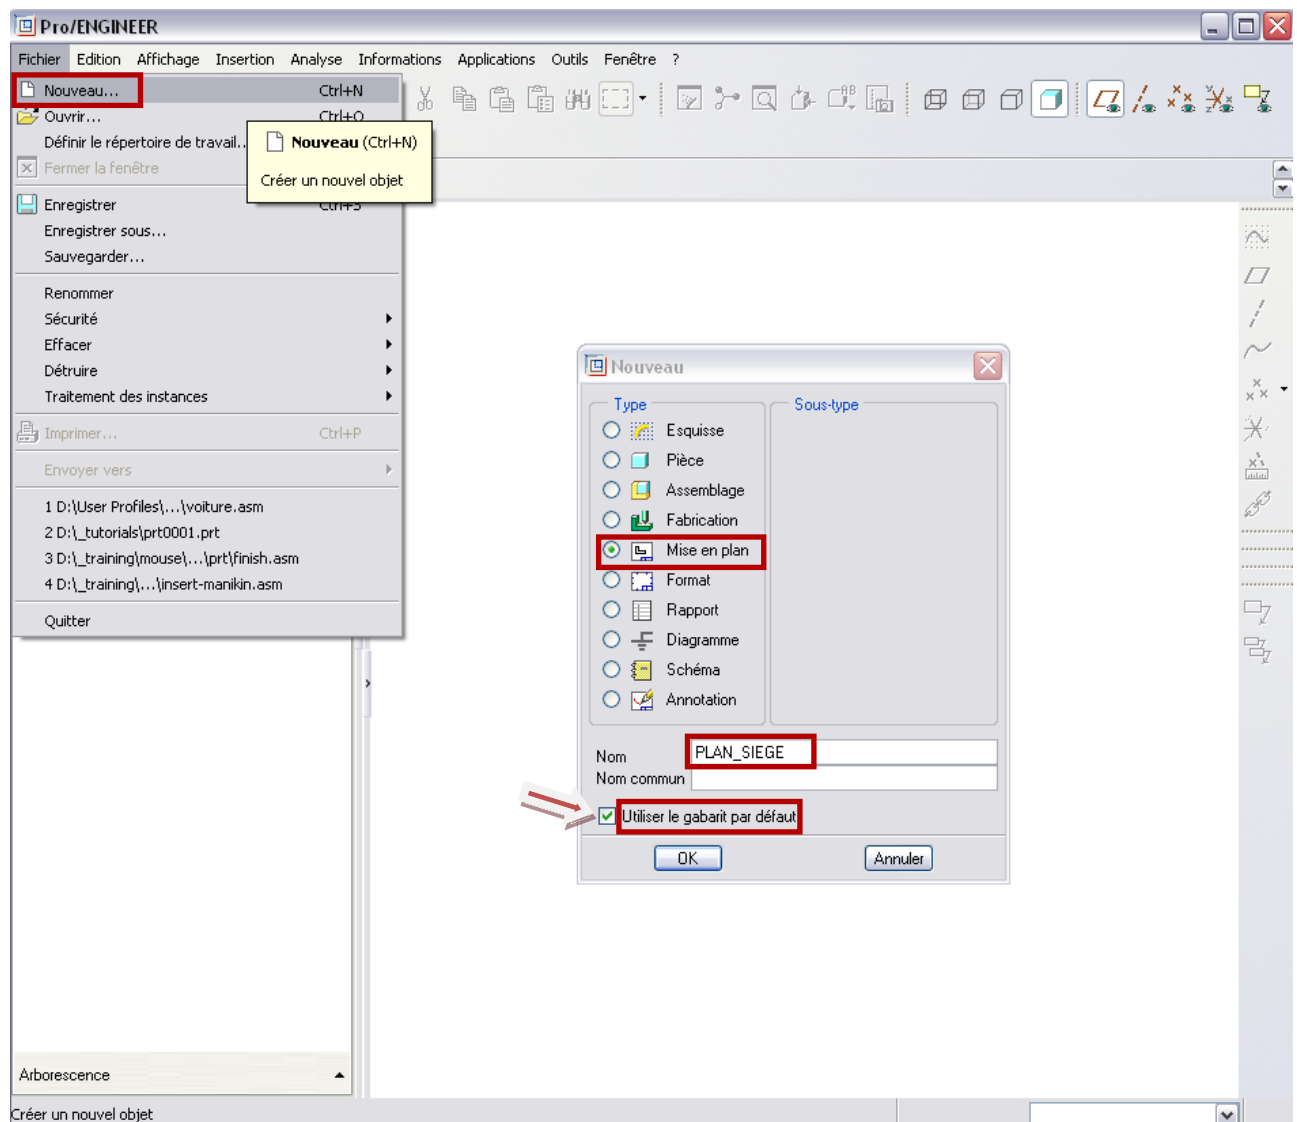 Pro/ENGINEER
Fichier Edition Affichage Insertion Analyse Informations Applications Outils Fenêtre ?
Nouveau... Ctrl+N
Ouvrir... Ctrl+O
Définir le répertoire de travail..
Nouveau (Ctrl+N)
Créer un nouvel objet
Fermer la fenêtre
Enregistrer Ctrl+S
Enregistrer sous...
Sauvegarder...
Renommer
Sécurité
Effacer
Détruire
Traitement des instances
Imprimer... Ctrl+P
Envoyer vers
1 D:\User Profiles\...\voiture.asm
2 D:\_tutorials\prt0001.prt
3 D:\_training\mouse\...\prt\finish.asm
4 D:\_training\...\insert-manikin.asm
Quitter
Nouveau
Type Sous-type
Esquisse
Pièce
Assemblage
Fabrication
Mise en plan
Format
Rapport
Diagramme
Schéma
Annotation
Nom PLAN_SIEGE
Nom commun
Utiliser le gabarit par défaut
OK Annuler
Arborescence
Créer un nouvel objet